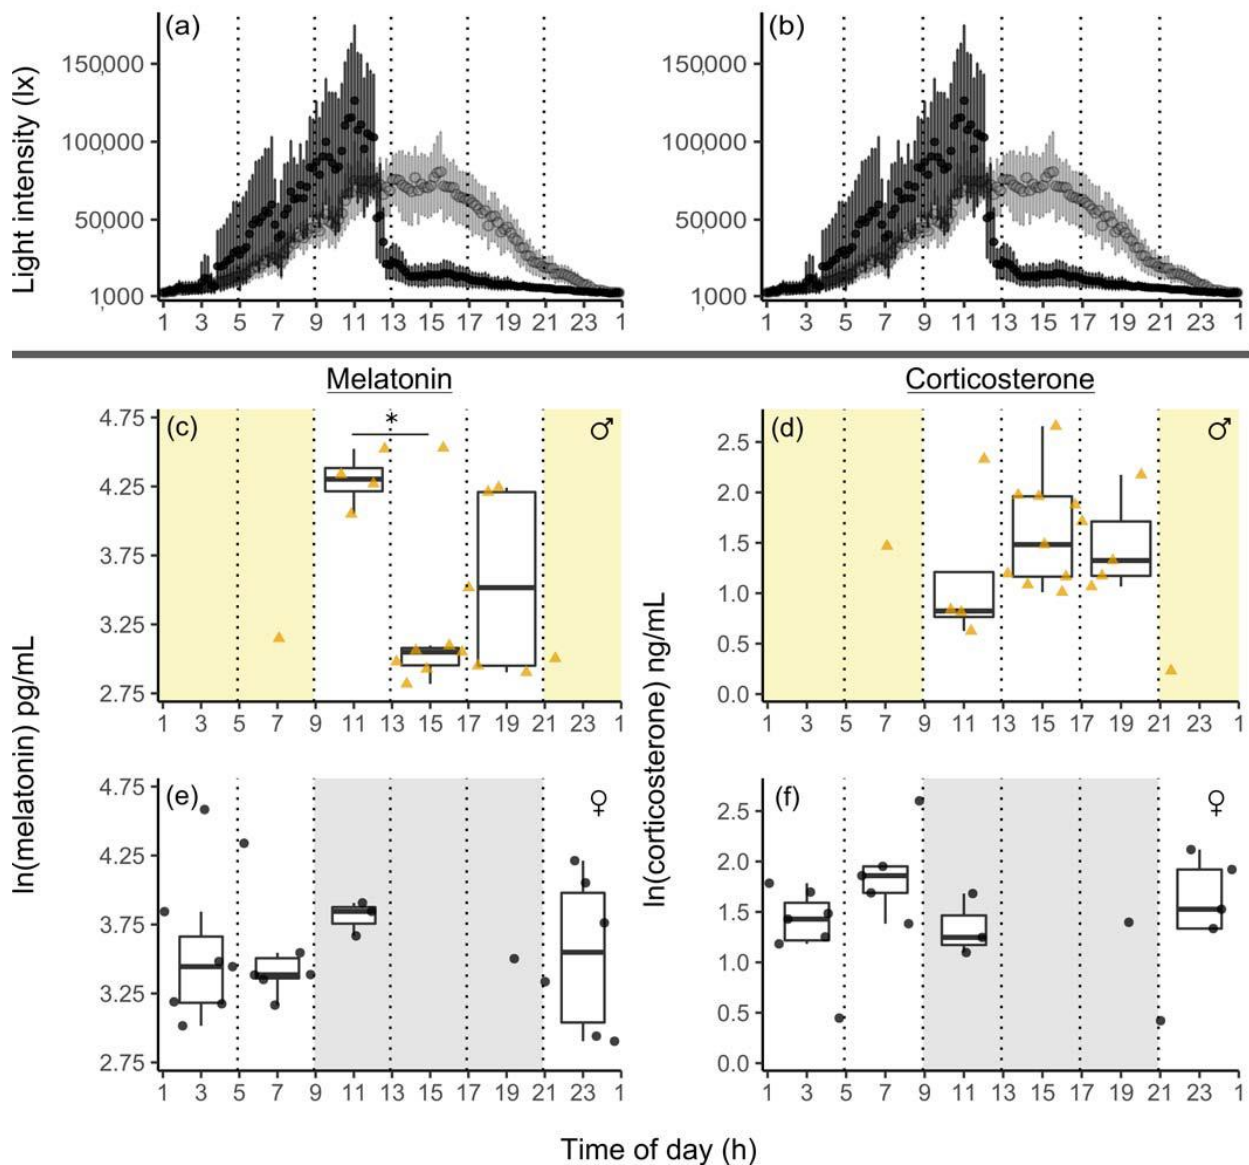 (a) (b)
Light intensity (lx)
150,000 150,000
100,000 100,000
50,000 50,000
1,000 1,000
1 3 5 7 9 11 13 15 17 19 21 23 1 1 3 5 7 9 11 13 15 17 19 21 23 1
Melatonin Corticosterone
(c) * ♂ (d) ♂
4.75
4.25
3.75
3.25
2.75
2.5
2.0
1.5
1.0
0.5
0.0
1 3 5 7 9 11 13 15 17 19 21 23 1 1 3 5 7 9 11 13 15 17 19 21 23 1
ln(melatonin) pg/mL
ln(corticosterone) ng/mL
(e) ♀ (f) ♀
4.75
4.25
3.75
3.25
2.75
2.5
2.0
1.5
1.0
0.5
0.0
1 3 5 7 9 11 13 15 17 19 21 23 1 1 3 5 7 9 11 13 15 17 19 21 23 1
Time of day (h)